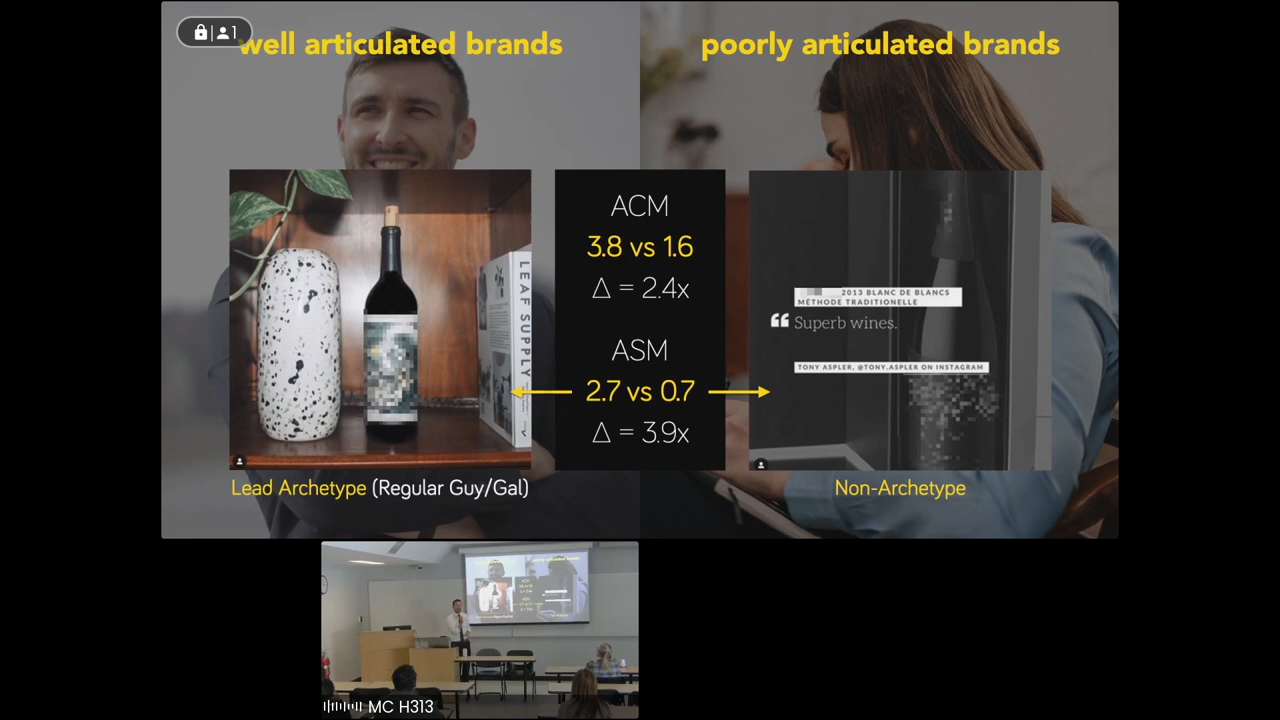 1
well articulated brands
poorly articulated brands
LEAF SUPPLY
ACM
3.8 vs 1.6
Δ = 2.4x
ASM
2.7 vs 0.7
Δ = 3.9x
2013 BLANC DE BLANCS
MÉTHODE TRADITIONELLE
“ Superb wines.
TONY ASPLER, @TONY.ASPLER ON INSTAGRAM
Lead Archetype (Regular Guy/Gal)
Non-Archetype
MC H313